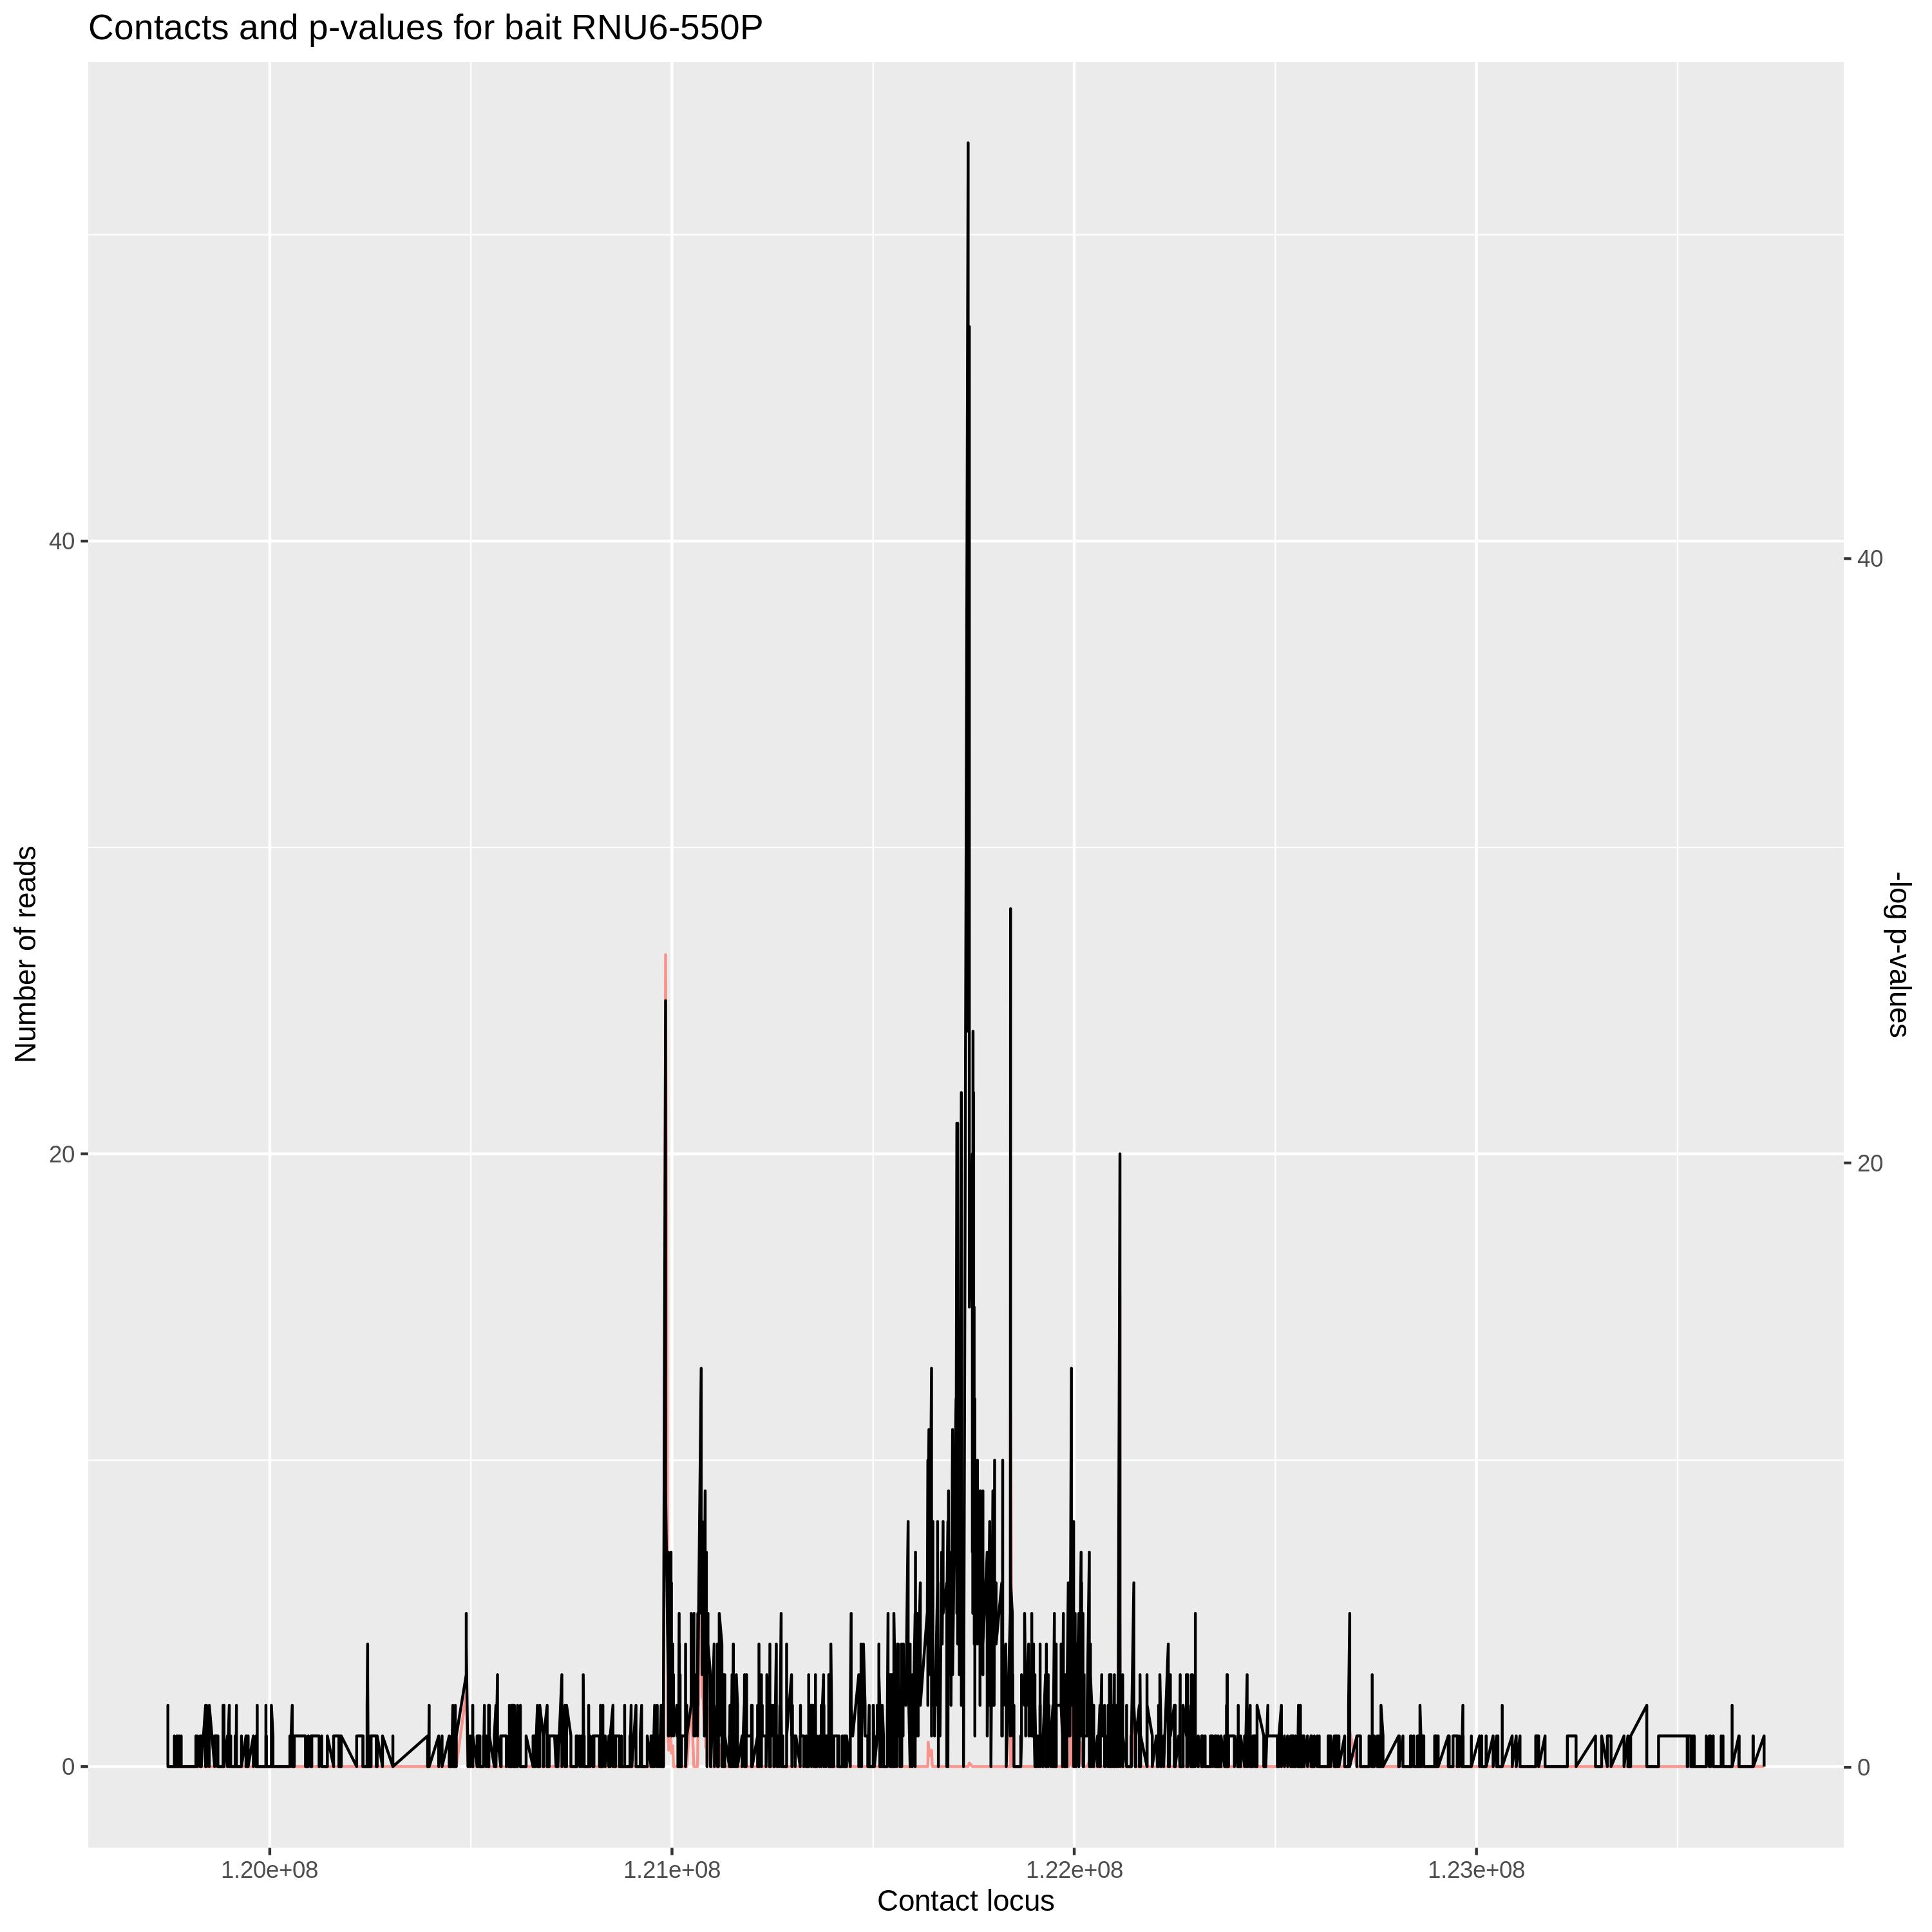 Contacts and p-values for bait RNU6-550P
Number of reads
40
20
0
40
20
0
-log p-values
1.20e+08 1.21e+08 1.22e+08 1.23e+08
Contact locus